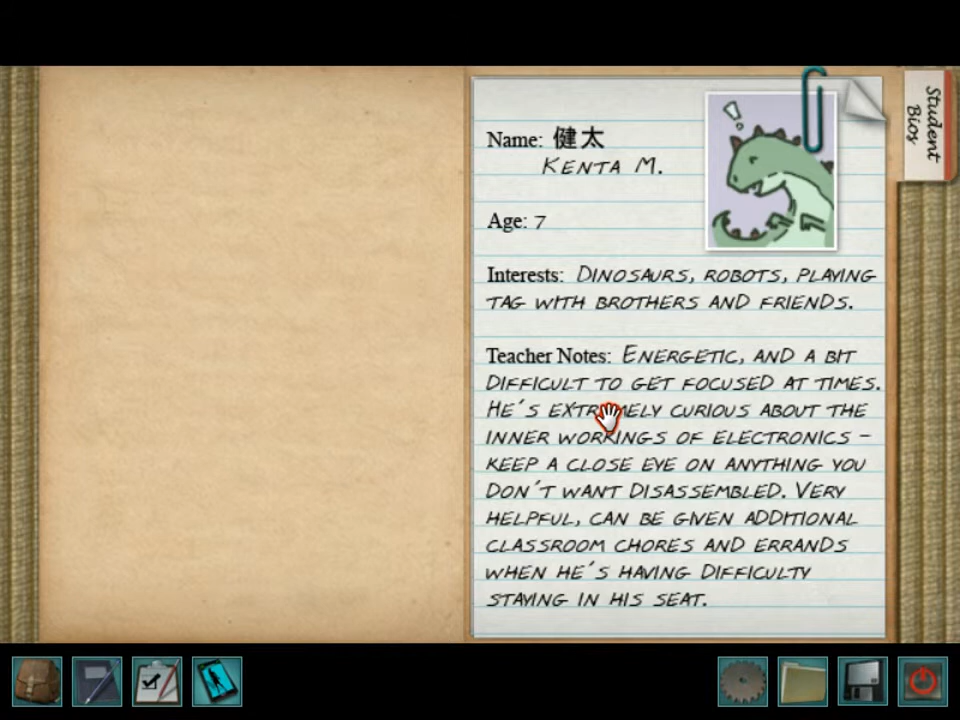 Student
Bios
Name: 健太
KENTA M.
Age: 7
Interests: DINOSAURS, ROBOTS, PLAYING
TAG WITH BROTHERS AND FRIENDS.
Teacher Notes: ENERGETIC, AND A BIT
DIFFICULT TO GET FOCUSED AT TIMES.
HE'S EXTREMELY CURIOUS ABOUT THE
INNER WORKINGS OF ELECTRONICS –
KEEP A CLOSE EYE ON ANYTHING YOU
DON'T WANT DISASSEMBLED. VERY
HELPFUL, CAN BE GIVEN ADDITIONAL
CLASSROOM CHORES AND ERRANDS
WHEN HE'S HAVING DIFFICULTY
STAYING IN HIS SEAT.